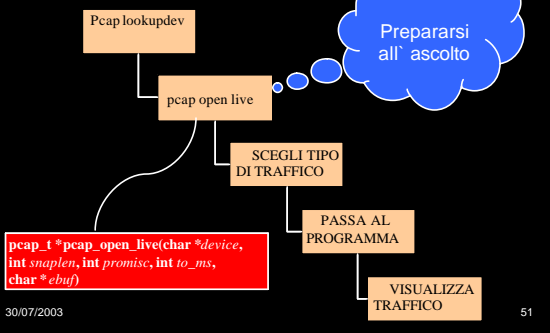 Pcap lookupdev
Prepararsi
all` ascolto
pcap open live
SCEGLI TIPO
DI TRAFFICO
PASSA AL
PROGRAMMA
pcap_t *pcap_open_live(char *device,
int snaplen, int promisc, int to_ms,
char * ebuf)
VISUALIZZA
TRAFFICO
30/07/2003
51